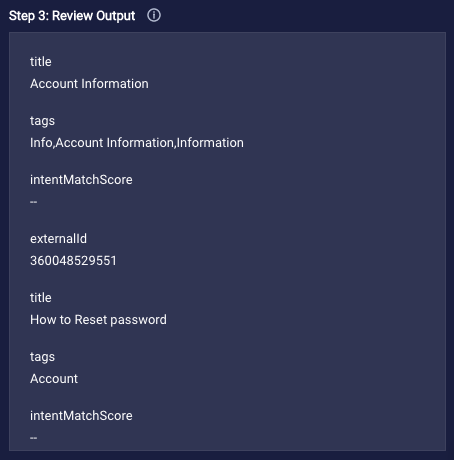 Step 3: Review Output
title
Account Information
tags
Info,Account Information,Information
intentMatchScore
--
externalId
360048529551
title
How to Reset password
tags
Account
intentMatchScore
--